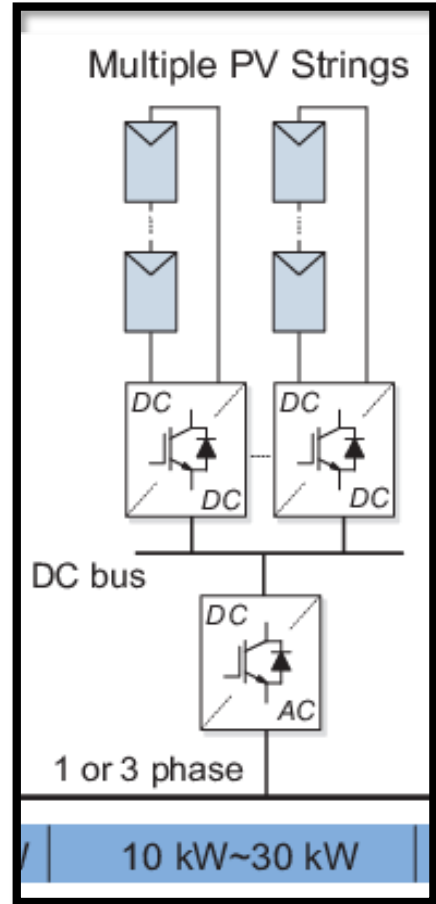 Multiple PV Strings
DC
DC
DC
DC
DC bus
DC
AC
1 or 3 phase
10 kW~30 kW